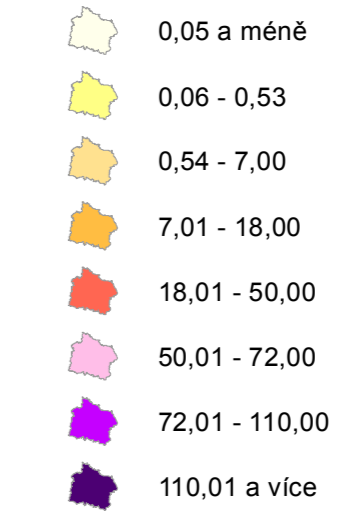 0,05 a méně
0,06 - 0,53
0,54 - 7,00
7,01 - 18,00
18,01 - 50,00
50,01 - 72,00
72,01 - 110,00
110,01 a více